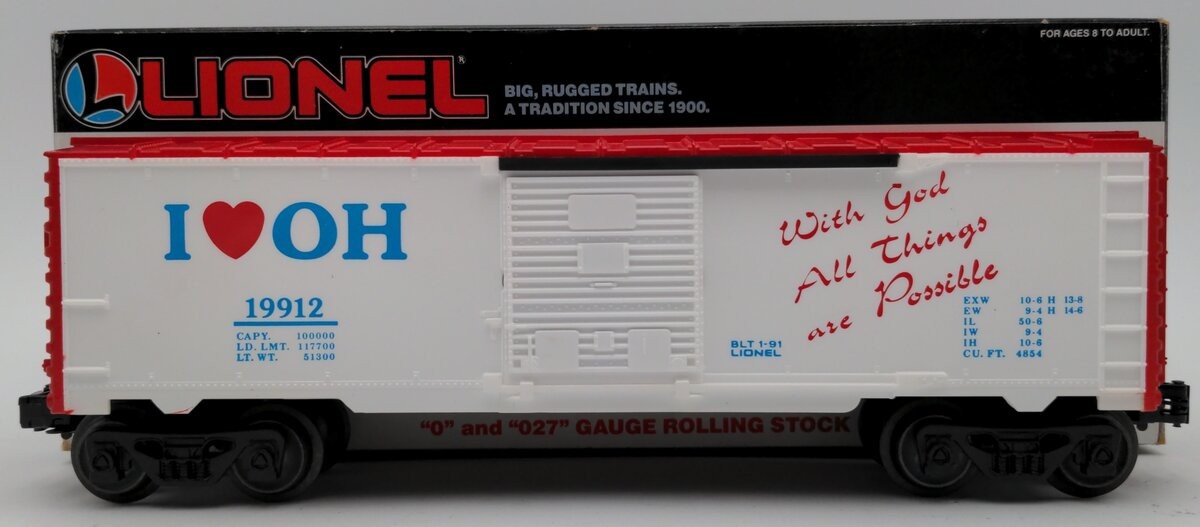 FOR AGES 8 TO ADULT.
LIONEL®
BIG, RUGGED TRAINS.
A TRADITION SINCE 1900.
I ♥ OH
19912
CAPY. 100000
LD. LMT. 117700
LT. WT. 51300
With God
All Things
are Possible
BLT 1-91
LIONEL
EXW 10-6 H 13-8
EW 9-4 H 14-6
IL 50-6
IW 9-4
IH 10-6
CU. FT. 4854
"0" and "027" GAUGE ROLLING STOCK